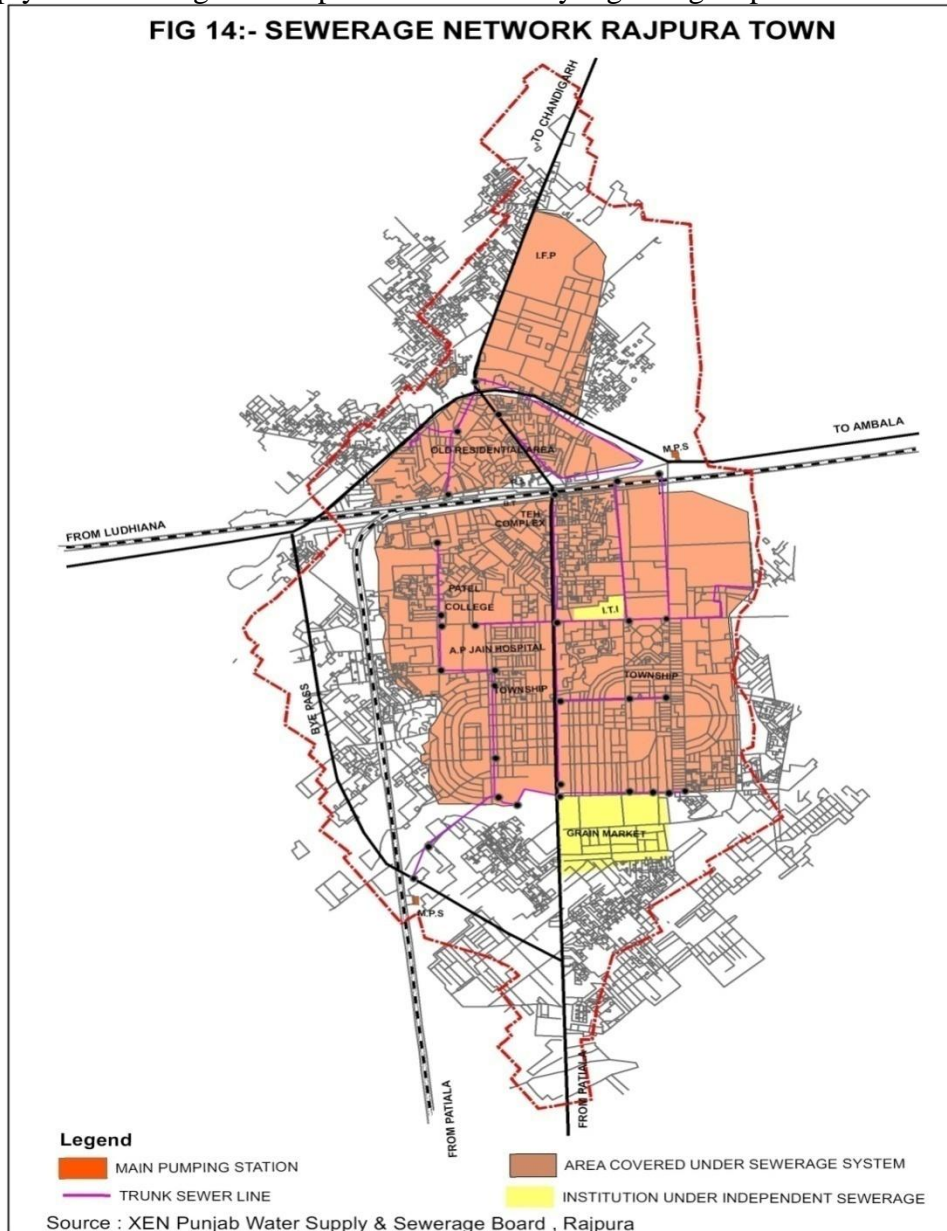 FIG 14:- SEWERAGE NETWORK RAJPURA TOWN
TO CHANDIGARH
I.F.P
TO AMBALA
M.P.S
OLD RESIDENTIAL AREA
FROM LUDHIANA
TEH.
COMPLEX
PATEL
COLLEGE
I.T.I
A.P JAIN HOSPITAL
TOWNSHIP
TOWNSHIP
BYE PASS
GRAIN MARKET
M.P.S
FROM PATIALA
FROM PATIALA
Legend
MAIN PUMPING STATION
AREA COVERED UNDER SEWERAGE SYSTEM
TRUNK SEWER LINE
INSTITUTION UNDER INDEPENDENT SEWERAGE
Source : XEN Punjab Water Supply & Sewerage Board , Rajpura